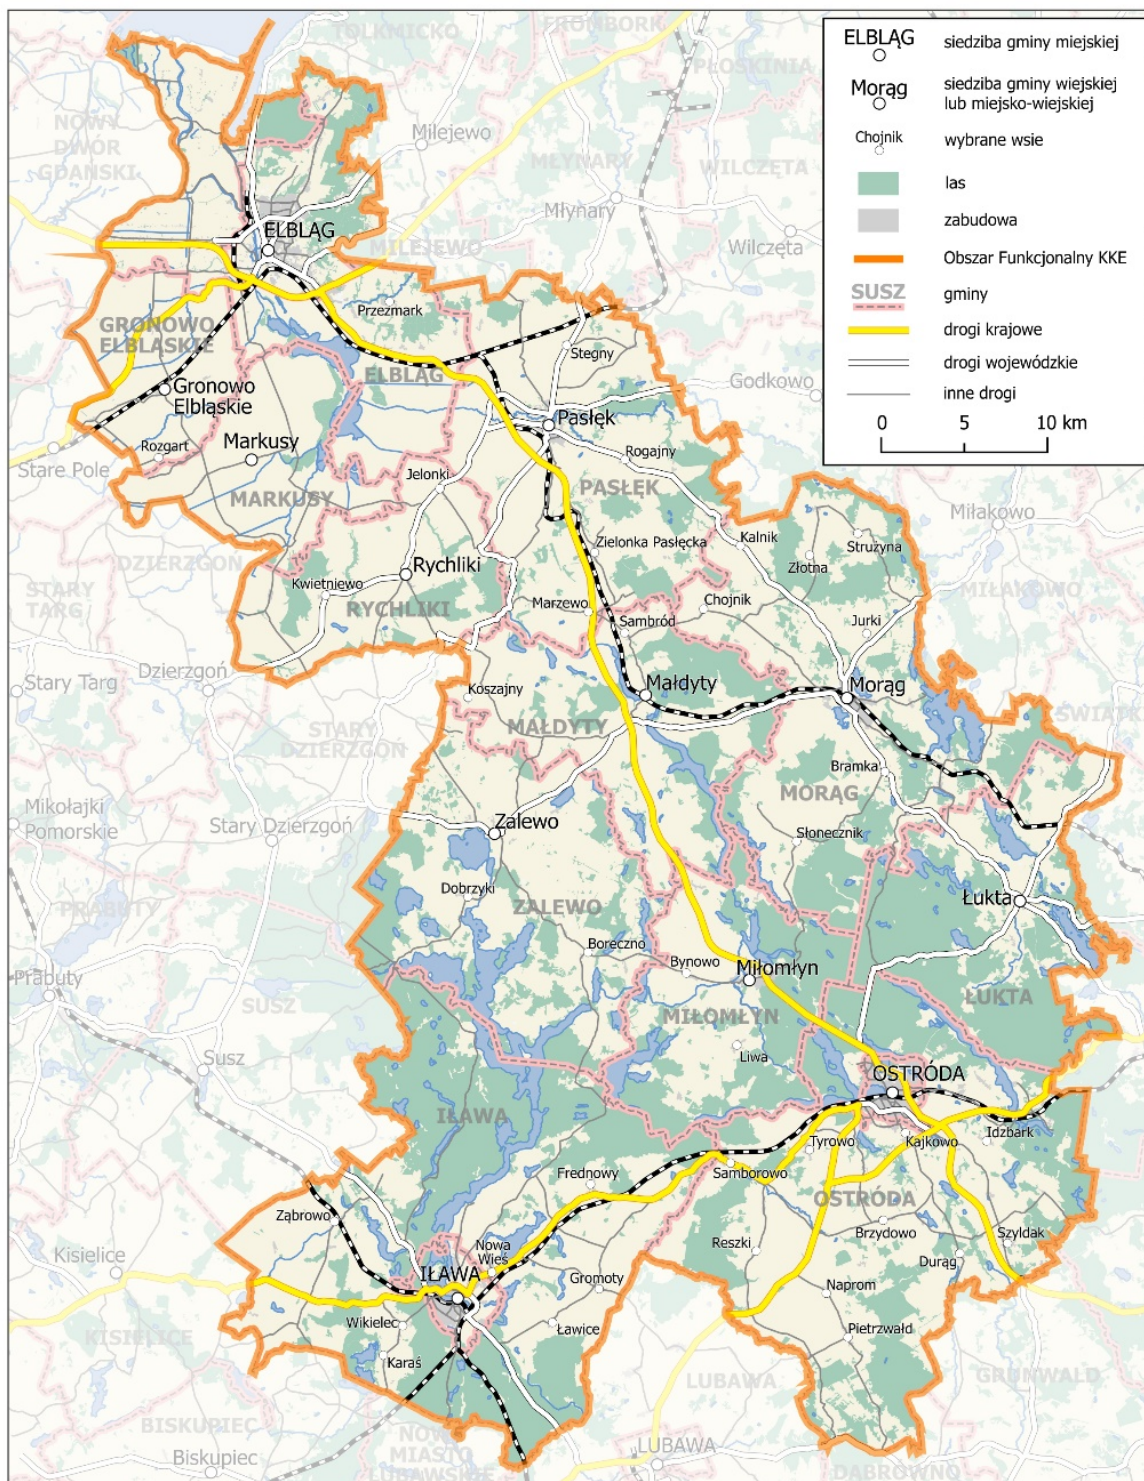 TOLKMICKO
FROMBORK
PŁOSKINIA
NOWY
DWÓR
GDAŃSKI
Milejewo
MŁYNARY
WILCZĘTA
Młynary
Wilczęta
ELBLĄG
MILEJEWO
Przezmark
GRONOWO
ELBLĄSKIE
Stegny
ELBLĄG
Godkowo
Gronowo
Elbląskie
Pasłęk
Stare Pole
Rozgart
Markusy
Rogajny
Jelonki
PASŁĘK
MARKUSY
Miłakowo
Kalnik
Strużyna
Zielonka Pasłęcka
Złotna
DZIERZGOŃ
Rychliki
STARY
TARG
Kwietniewo
RYCHLIKI
MIŁAKOWO
Marzewo
Chojnik
Sambród
Jurki
Dzierzgoń
Stary Targ
Koszajny
Małdyty
Morąg
STARY
DZIERZGOŃ
MAŁDYTY
Bramka
MORĄG
Mikołajki
Pomorskie
Stary Dzierzgoń
Zalewo
Słonecznik
Dobrzyki
Łukta
PRABUTY
ZALEWO
Boreczno
Bynowo
Miłomłyn
Prabuty
SUSZ
MIŁOMŁYN
ŁUKTA
Susz
Liwa
OSTRÓDA
IŁAWA
Tyrowo
Kajkowo
Idzbark
Frednowy
Samborowo
OSTRÓDA
Ząbrowo
Brzydowo
Szyldak
Kisielice
Nowa
Wieś
Reszki
Durąg
IŁAWA
Gromoty
Naprom
Wikielec
Ławice
Pietrzwałd
KISIELICE
Karaś
LUBAWA
GRUNWALD
BISKUPIEC
NOWE
MIASTO
LUBAWSKIE
Biskupiec
LUBAWA
DĄBRÓWNO
ELBLĄG
siedziba gminy miejskiej
Morąg
siedziba gminy wiejskiej
lub miejsko-wiejskiej
Chojnik
wybrane wsie
las
zabudowa
Obszar Funkcjonalny KKE
SUSZ
gminy
drogi krajowe
drogi wojewódzkie
inne drogi
0 5 10 km